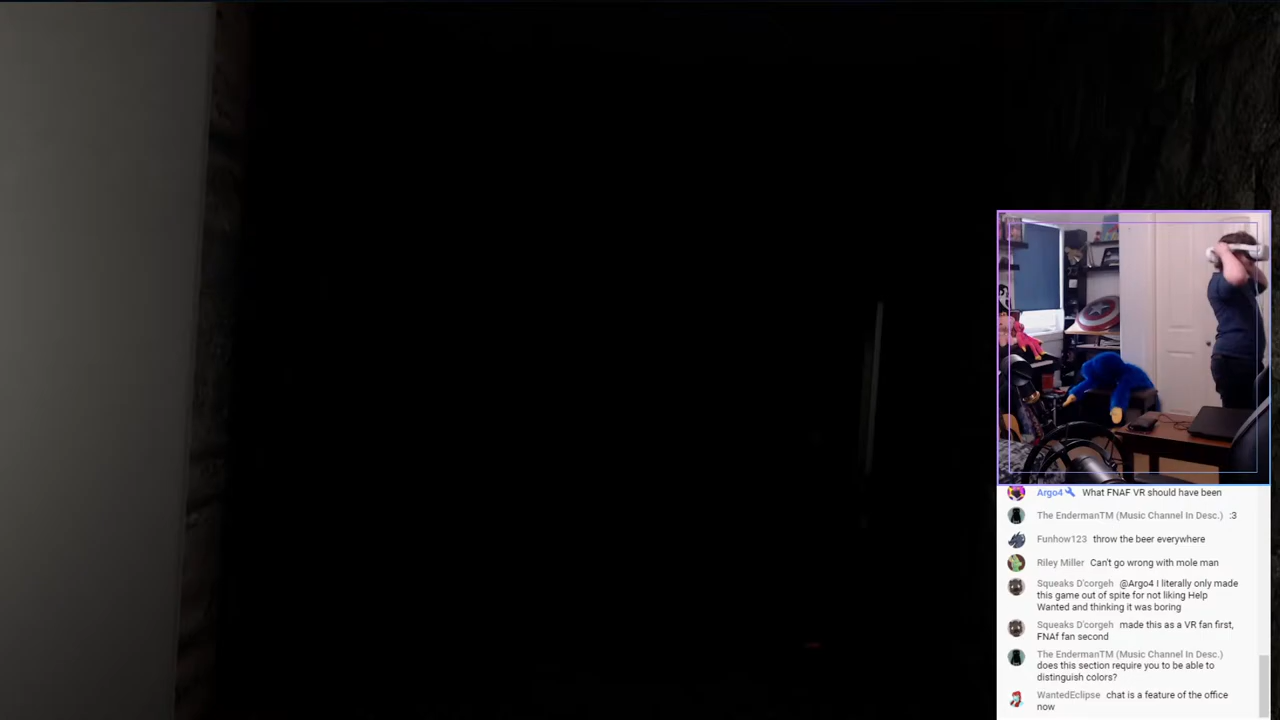 Argo4 What FNAF VR should have been
The EndermanTM (Music Channel In Desc.) :3
Funhow123 throw the beer everywhere
Riley Miller Can't go wrong with mole man
Squeaks D'corgeh @Argo4 I literally only made
this game out of spite for not liking Help
Wanted and thinking it was boring
Squeaks D'corgeh made this as a VR fan first,
FNAf fan second
The EndermanTM (Music Channel In Desc.)
does this section require you to be able to
distinguish colors?
WantedEclipse chat is a feature of the office
now